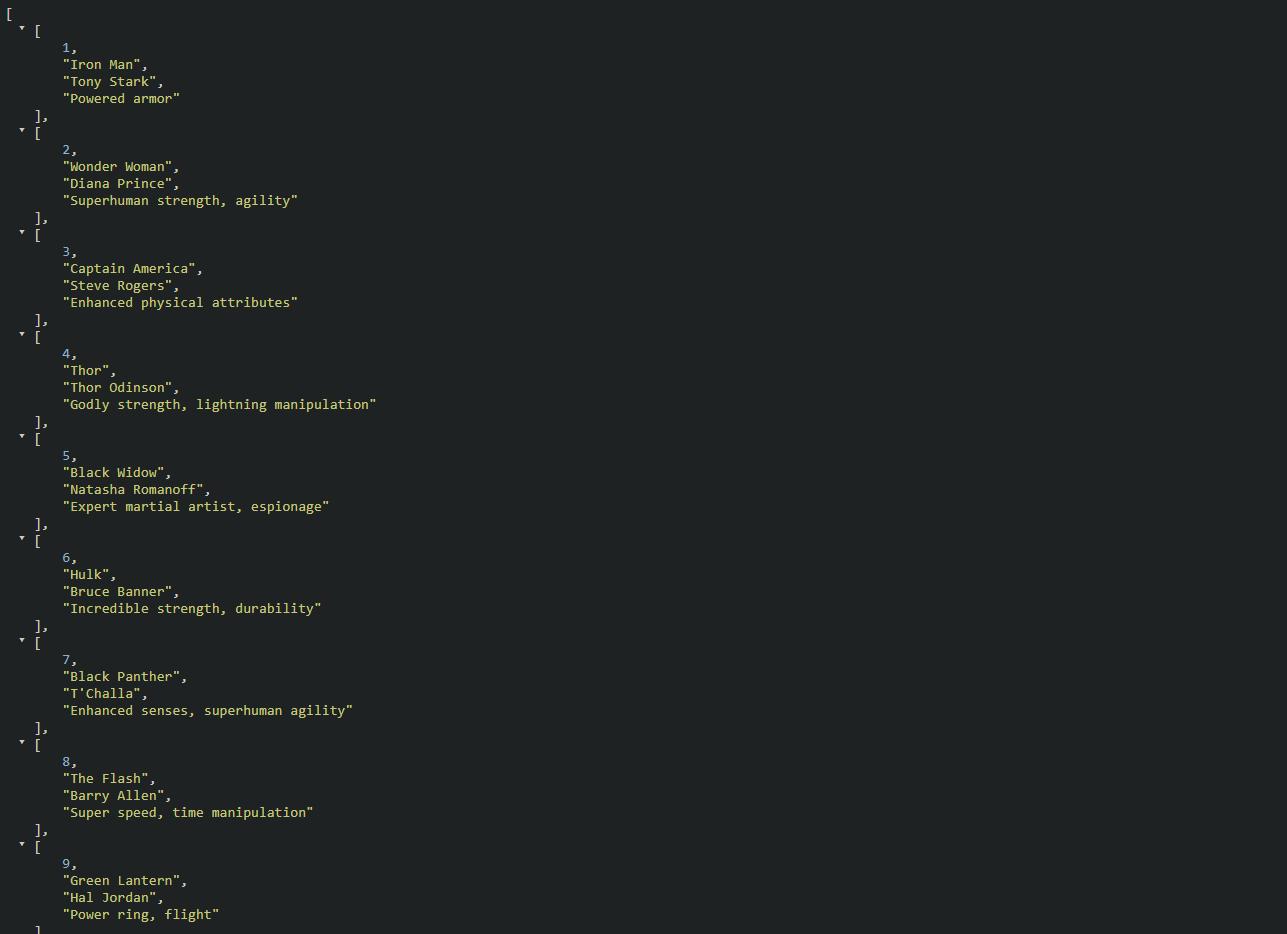 [
[
1,
"Iron Man",
"Tony Stark",
"Powered armor"
],
[
2,
"Wonder Woman",
"Diana Prince",
"Superhuman strength, agility"
],
[
3,
"Captain America",
"Steve Rogers",
"Enhanced physical attributes"
],
[
4,
"Thor",
"Thor Odinson",
"Godly strength, lightning manipulation"
],
[
5,
"Black Widow",
"Natasha Romanoff",
"Expert martial artist, espionage"
],
[
6,
"Hulk",
"Bruce Banner",
"Incredible strength, durability"
],
[
7,
"Black Panther",
"T'Challa",
"Enhanced senses, superhuman agility"
],
[
8,
"The Flash",
"Barry Allen",
"Super speed, time manipulation"
],
[
9,
"Green Lantern",
"Hal Jordan",
"Power ring, flight"
]